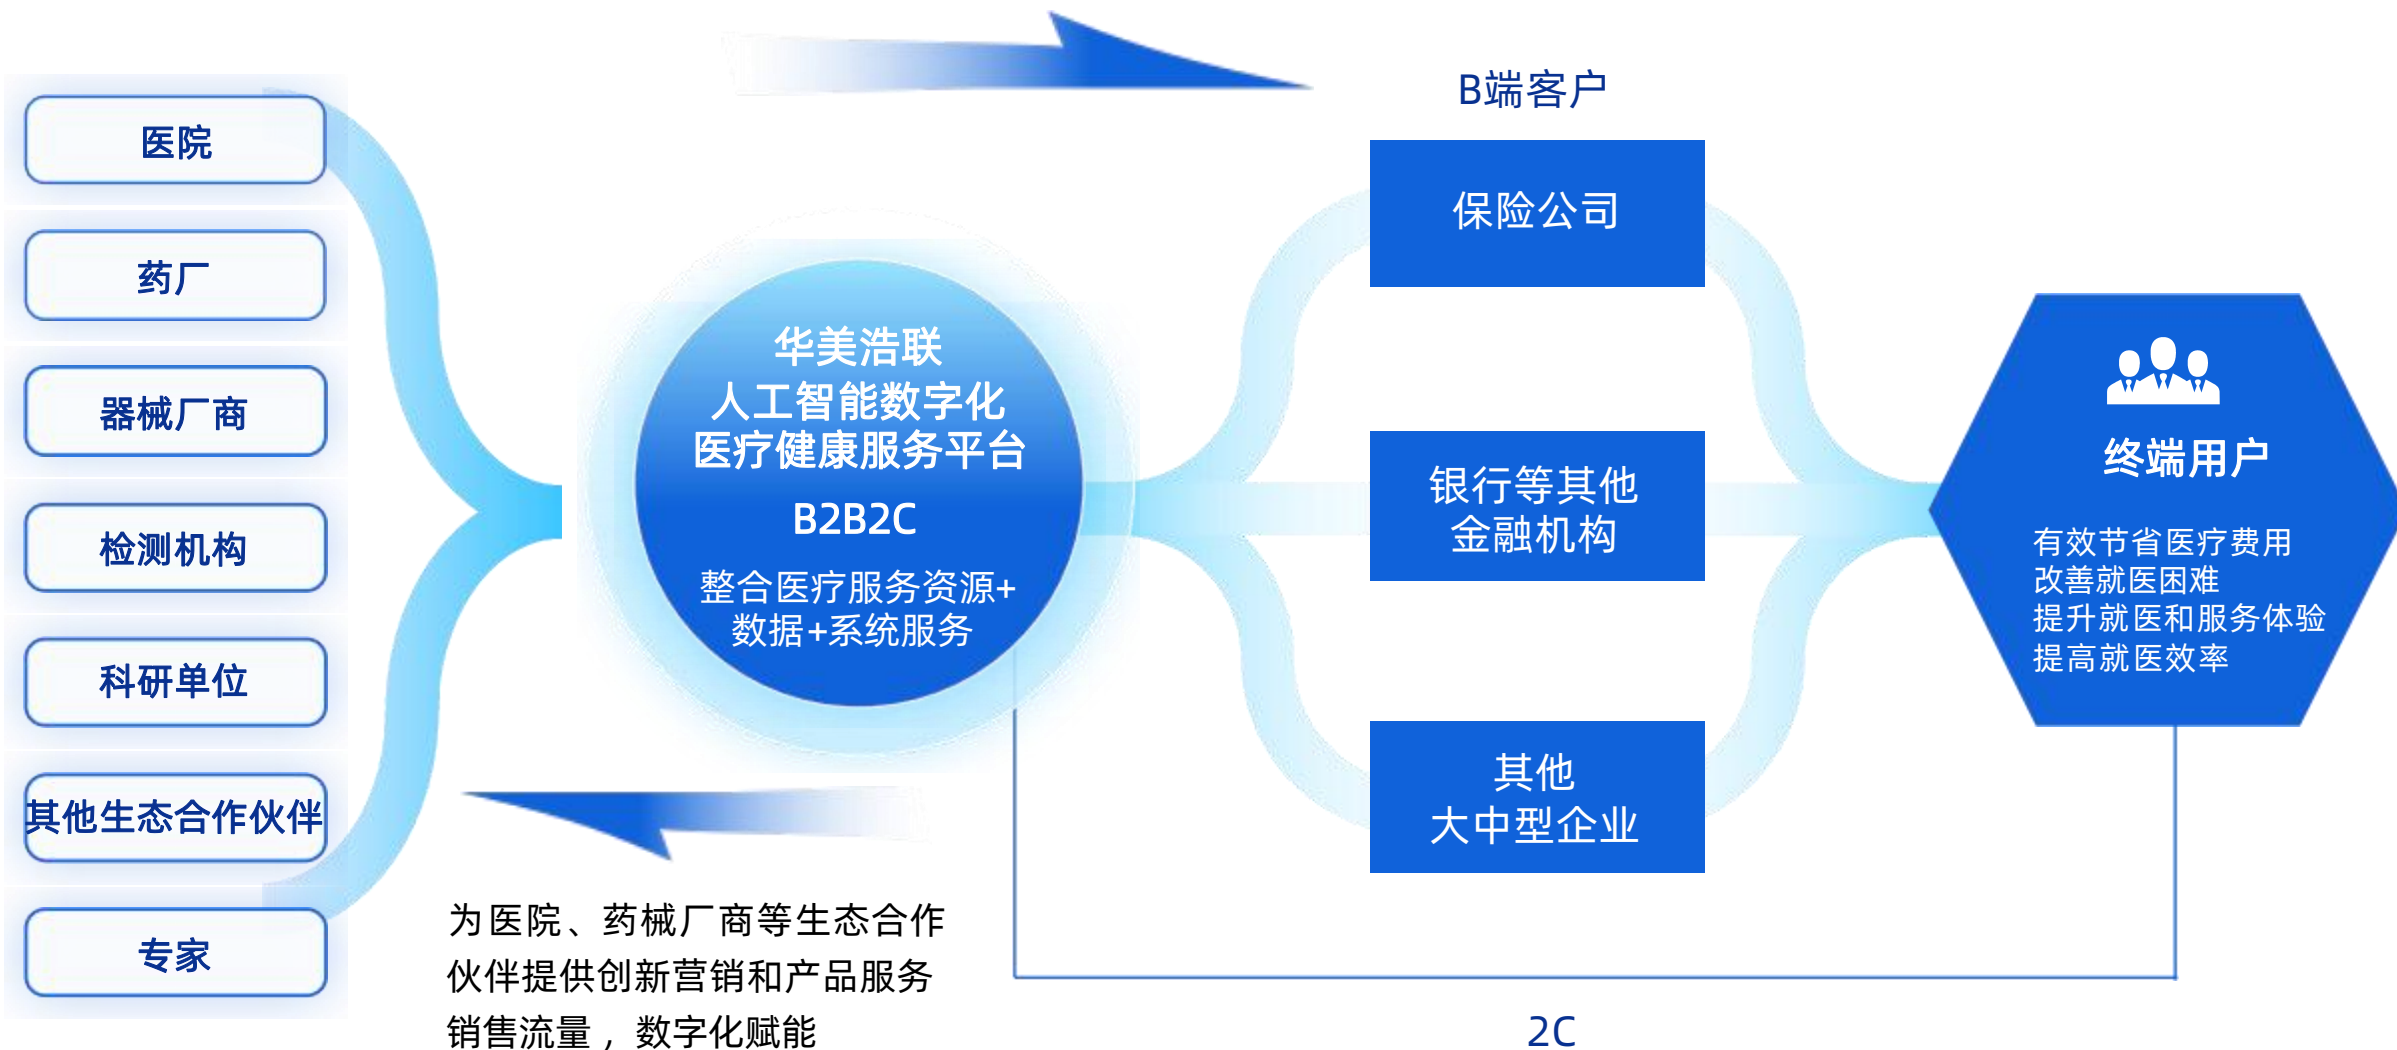 医院
药厂
器械厂商
检测机构
科研单位
其他生态合作伙伴
专家
华美浩联
人工智能数字化
医疗健康服务平台
B2B2C
整合医疗服务资源+
数据+系统服务
为医院、药械厂商等生态合作
伙伴提供创新营销和产品服务
销售流量，数字化赋能
B端客户
保险公司
银行等其他
金融机构
其他
大中型企业
终端用户
有效节省医疗费用
改善就医困难
提升就医和服务体验
提高就医效率
2C